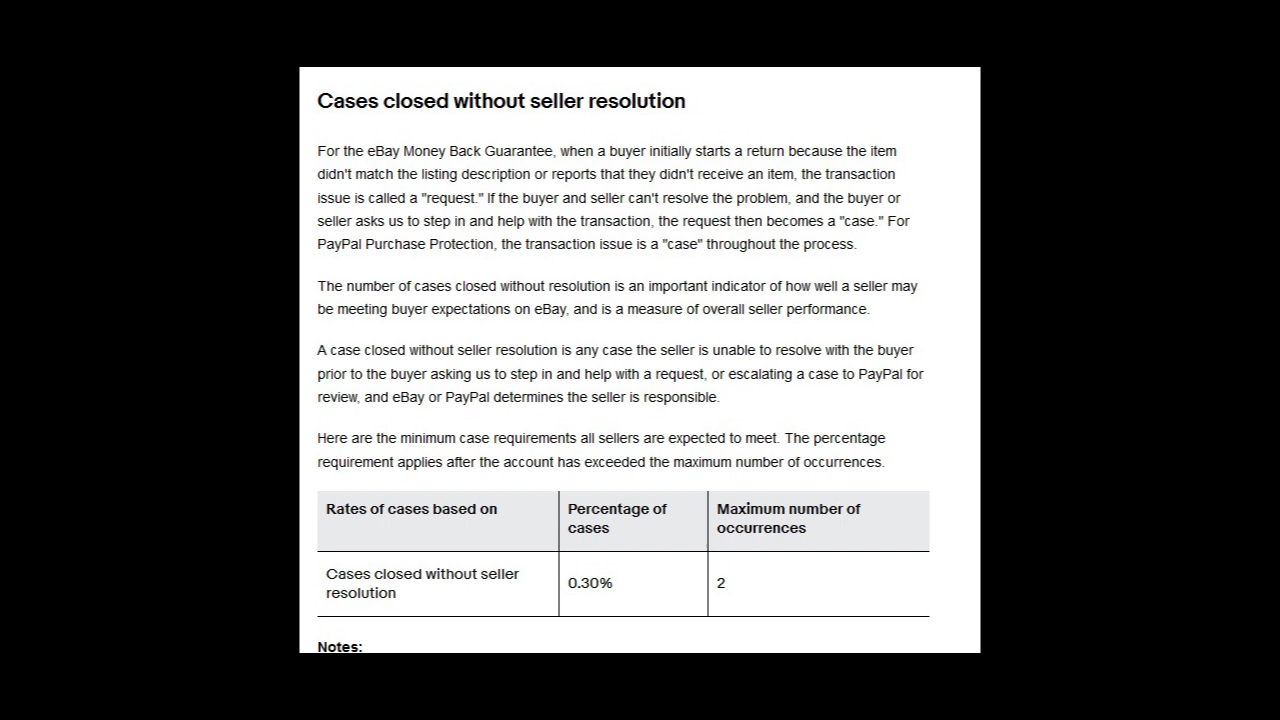 Cases closed without seller resolution
For the eBay Money Back Guarantee, when a buyer initially starts a return because the item
didn't match the listing description or reports that they didn't receive an item, the transaction
issue is called a "request." If the buyer and seller can't resolve the problem, and the buyer or
seller asks us to step in and help with the transaction, the request then becomes a "case." For
PayPal Purchase Protection, the transaction issue is a "case" throughout the process.
The number of cases closed without resolution is an important indicator of how well a seller may
be meeting buyer expectations on eBay, and is a measure of overall seller performance.
A case closed without seller resolution is any case the seller is unable to resolve with the buyer
prior to the buyer asking us to step in and help with a request, or escalating a case to PayPal for
review, and eBay or PayPal determines the seller is responsible.
Here are the minimum case requirements all sellers are expected to meet. The percentage
requirement applies after the account has exceeded the maximum number of occurrences.
Rates of cases based on
Percentage of
cases
Maximum number of
occurrences
Cases closed without seller
resolution
0.30%
2
Notes: